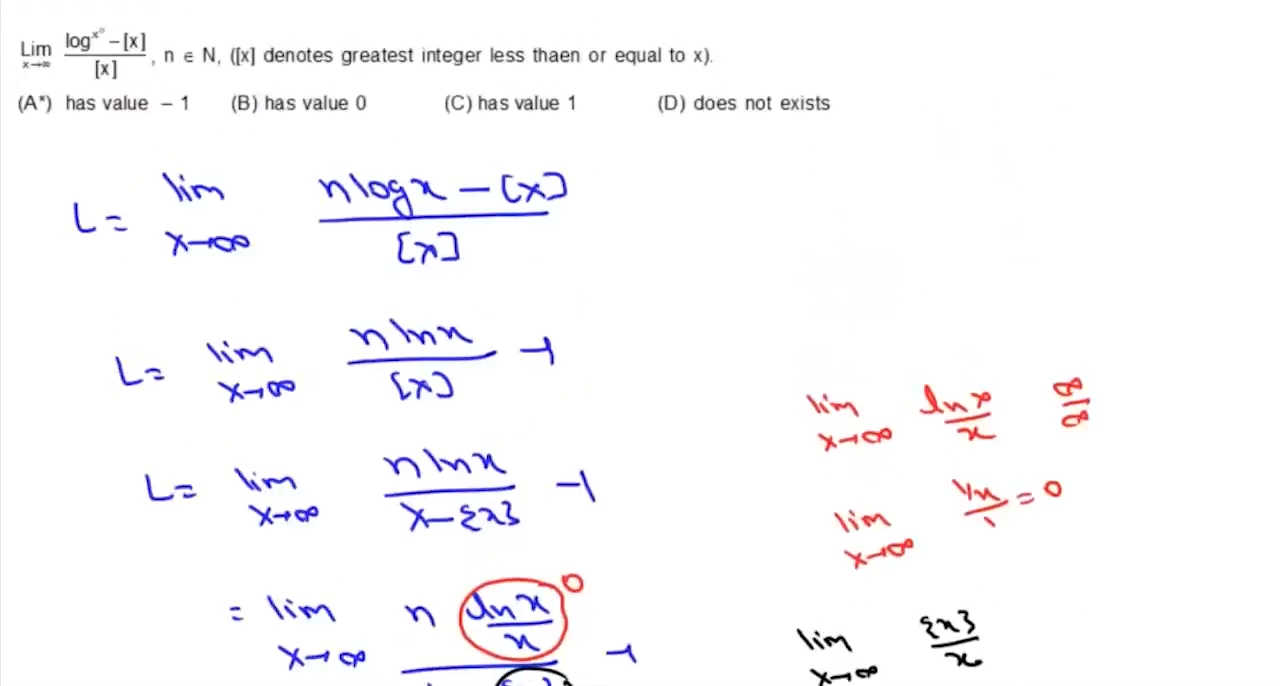 Lim x→∞ (log^{x^n} – [x]) / [x] , n ∈ N, ([x] denotes greatest integer less thaen or equal to x).
(A*) has value – 1 (B) has value 0 (C) has value 1 (D) does not exists
L = lim x→∞ (n log x – [x]) / [x]
L = lim x→∞ (n ln x) / [x] – 1
L = lim x→∞ (n ln x) / (x – {x}) – 1
= lim x→∞ n (ln x / x) 0 – 1
lim x→∞ ln x / x ∞/∞
lim x→∞ (1/x) / 1 = 0
lim x→∞ {x} / x